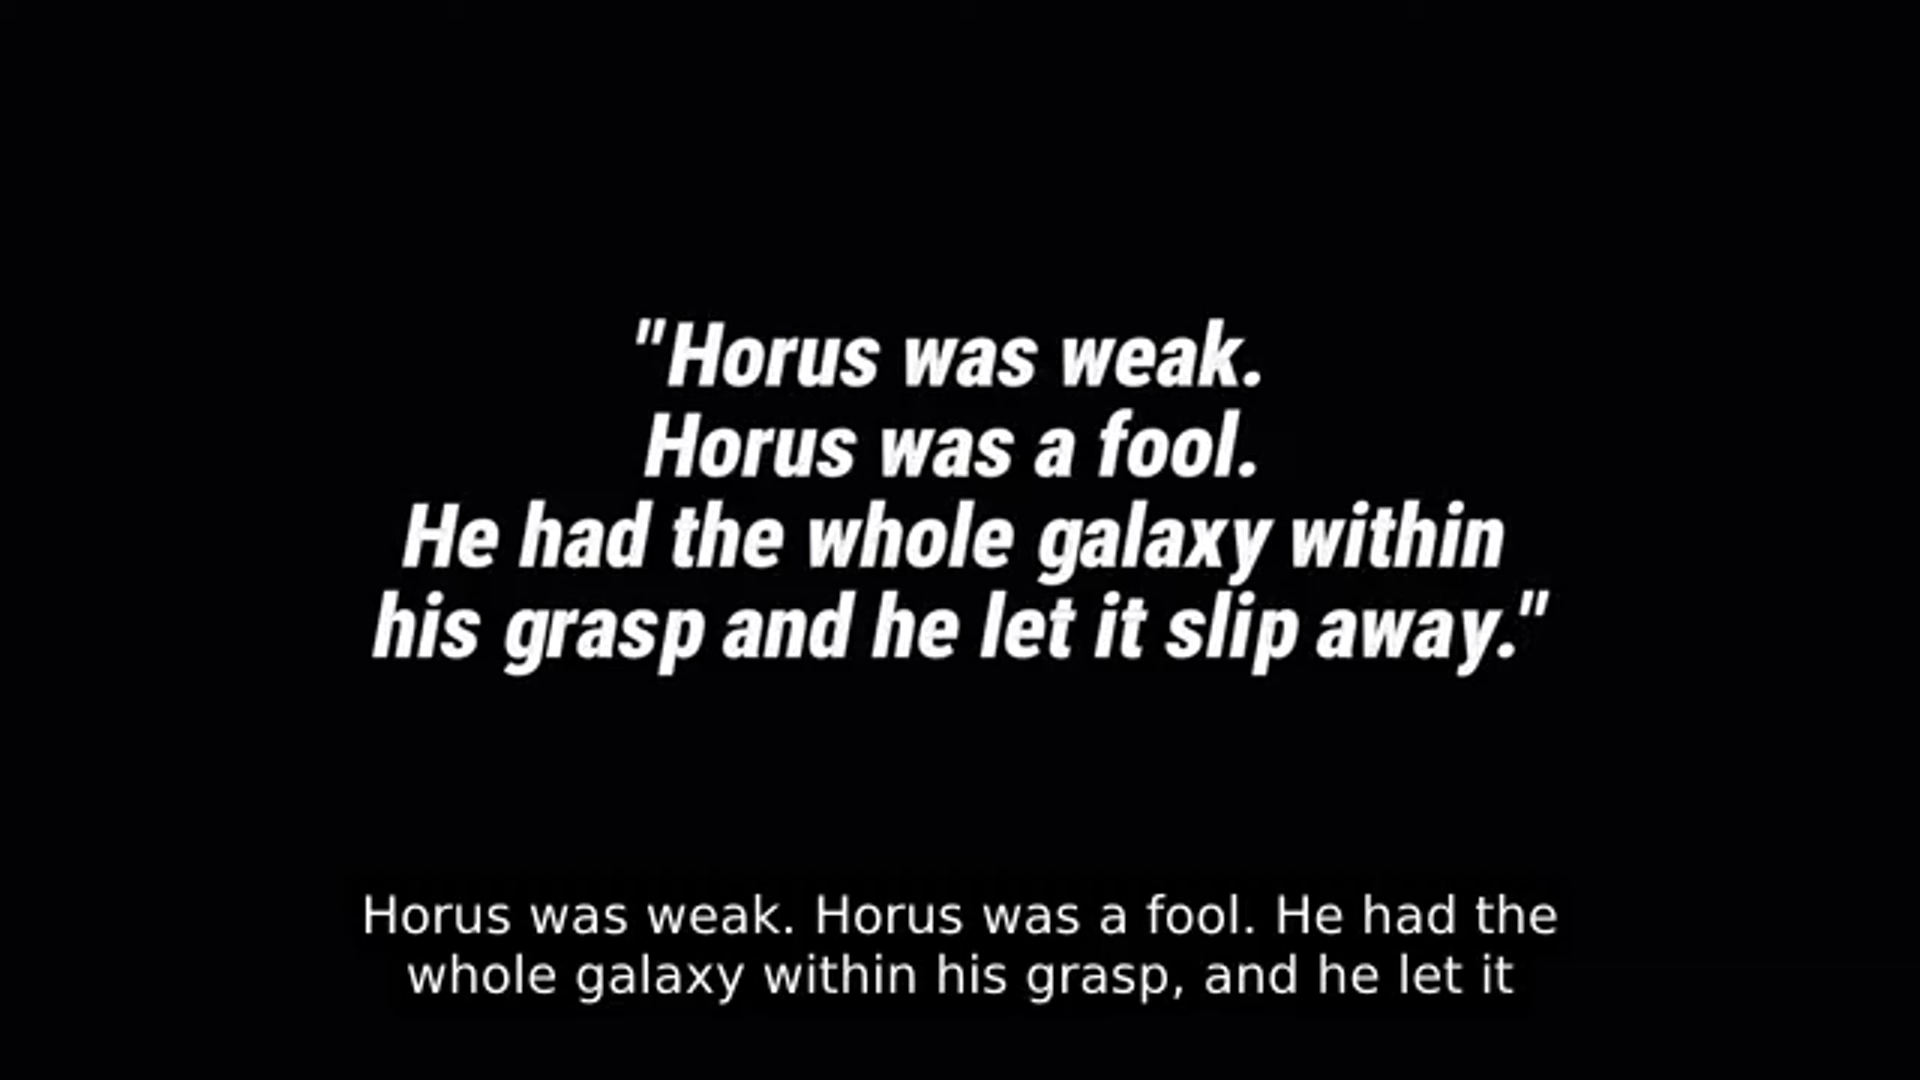 "Horus was weak.
Horus was a fool.
He had the whole galaxy within
his grasp and he let it slip away."
Horus was weak. Horus was a fool. He had the
whole galaxy within his grasp, and he let it